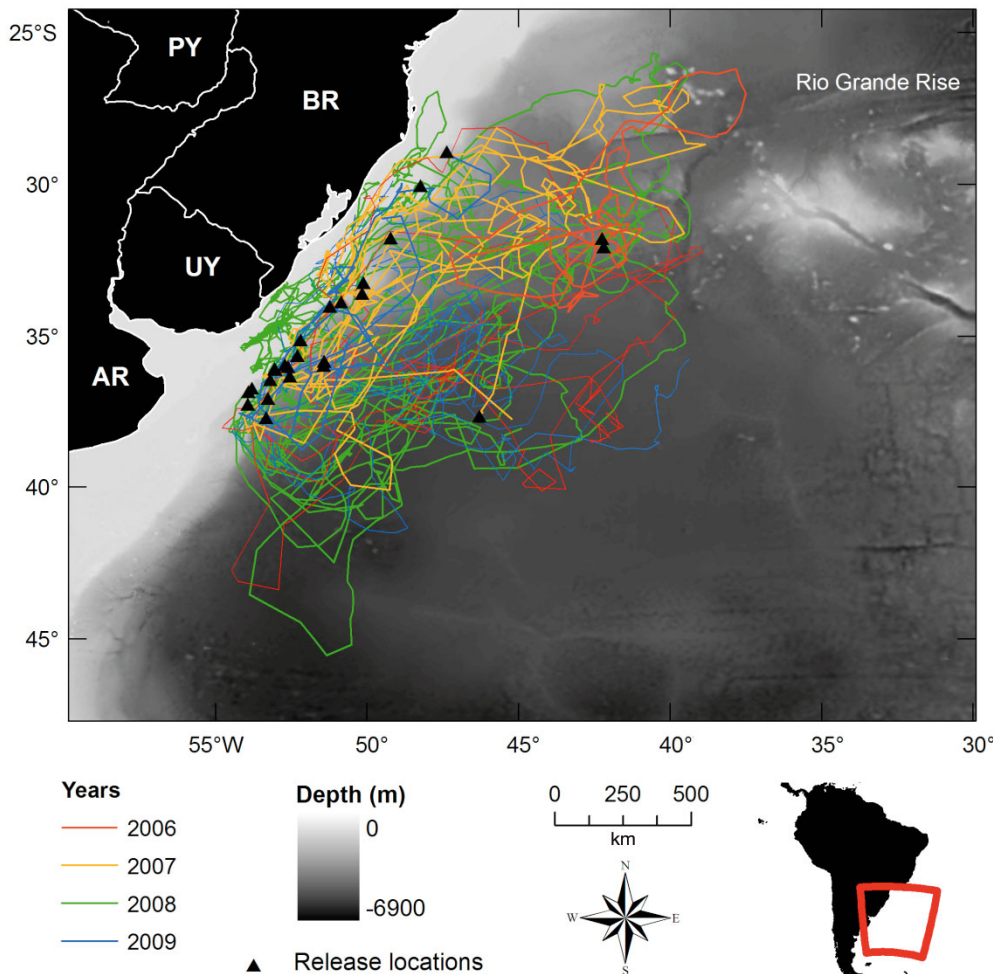 25°S
PY
BR
Rio Grande Rise
30°
UY
35°
AR
40°
45°
55°W 50° 45° 40° 35° 30°
Years
2006
2007
2008
2009
Depth (m)
0
-6900
Release locations
0 250 500
km
N
W E
S